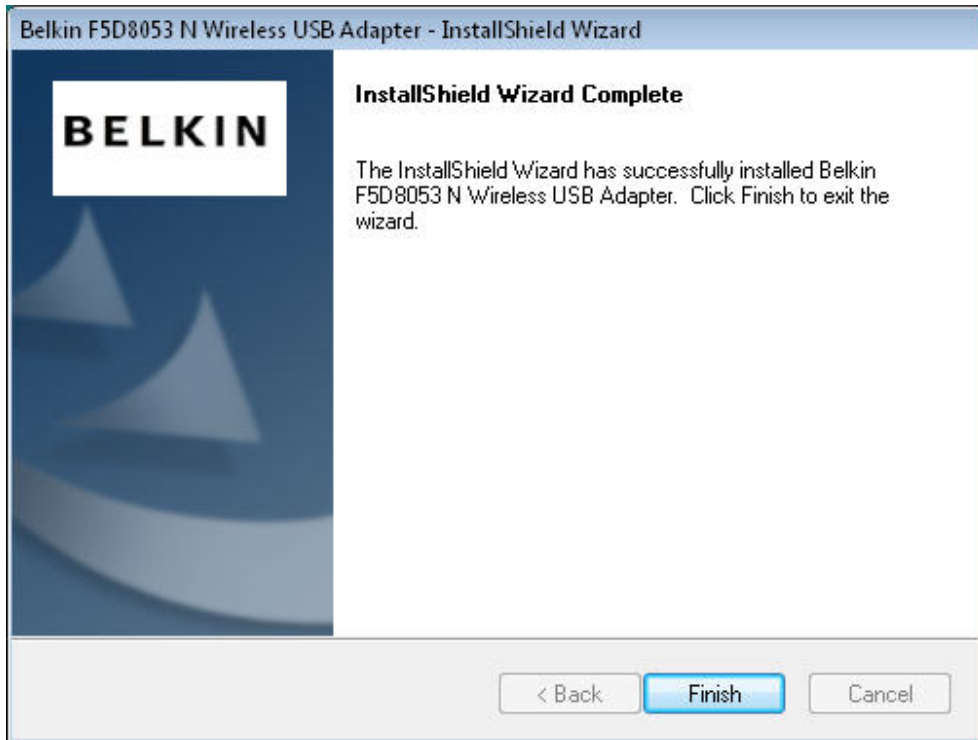 Belkin F5D8053 N Wireless USB Adapter - InstallShield Wizard
BELKIN
InstallShield Wizard Complete
The InstallShield Wizard has successfully installed Belkin
F5D8053 N Wireless USB Adapter. Click Finish to exit the
wizard.
< Back
Finish
Cancel